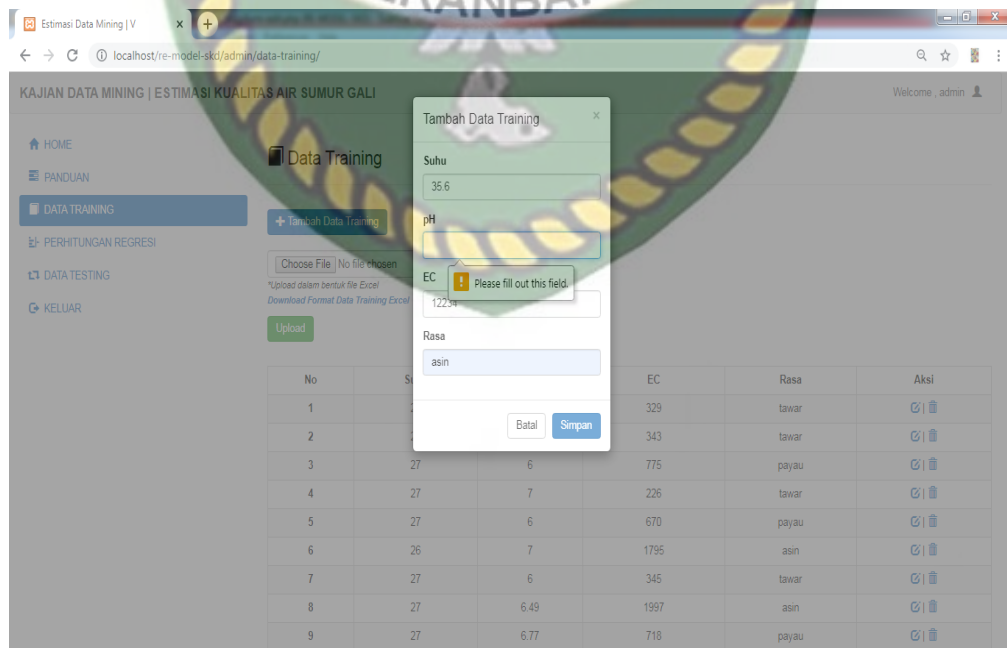 KANBA
Estimasi Data Mining | V
localhost/re-model-skd/admin/data-training/
KAJIAN DATA MINING | ESTIMASI KUALITAS AIR SUMUR GALI
Welcome , admin
HOME
PANDUAN
DATA TRAINING
PERHITUNGAN REGRESI
DATA TESTING
KELUAR
Data Training
+ Tambah Data Training
Choose File No file chosen
*Upload dalam bentuk file Excel
Download Format Data Training Excel
Upload
Tambah Data Training ×
Suhu
35.6
pH
Please fill out this field.
EC
12234
Rasa
asin
Batal Simpan
No EC Rasa Aksi
1 329 tawar
2 343 tawar
3 27 6 775 payau
4 27 7 226 tawar
5 27 6 670 payau
6 26 7 1795 asin
7 27 6 345 tawar
8 27 6.49 1997 asin
9 27 6.77 718 payau